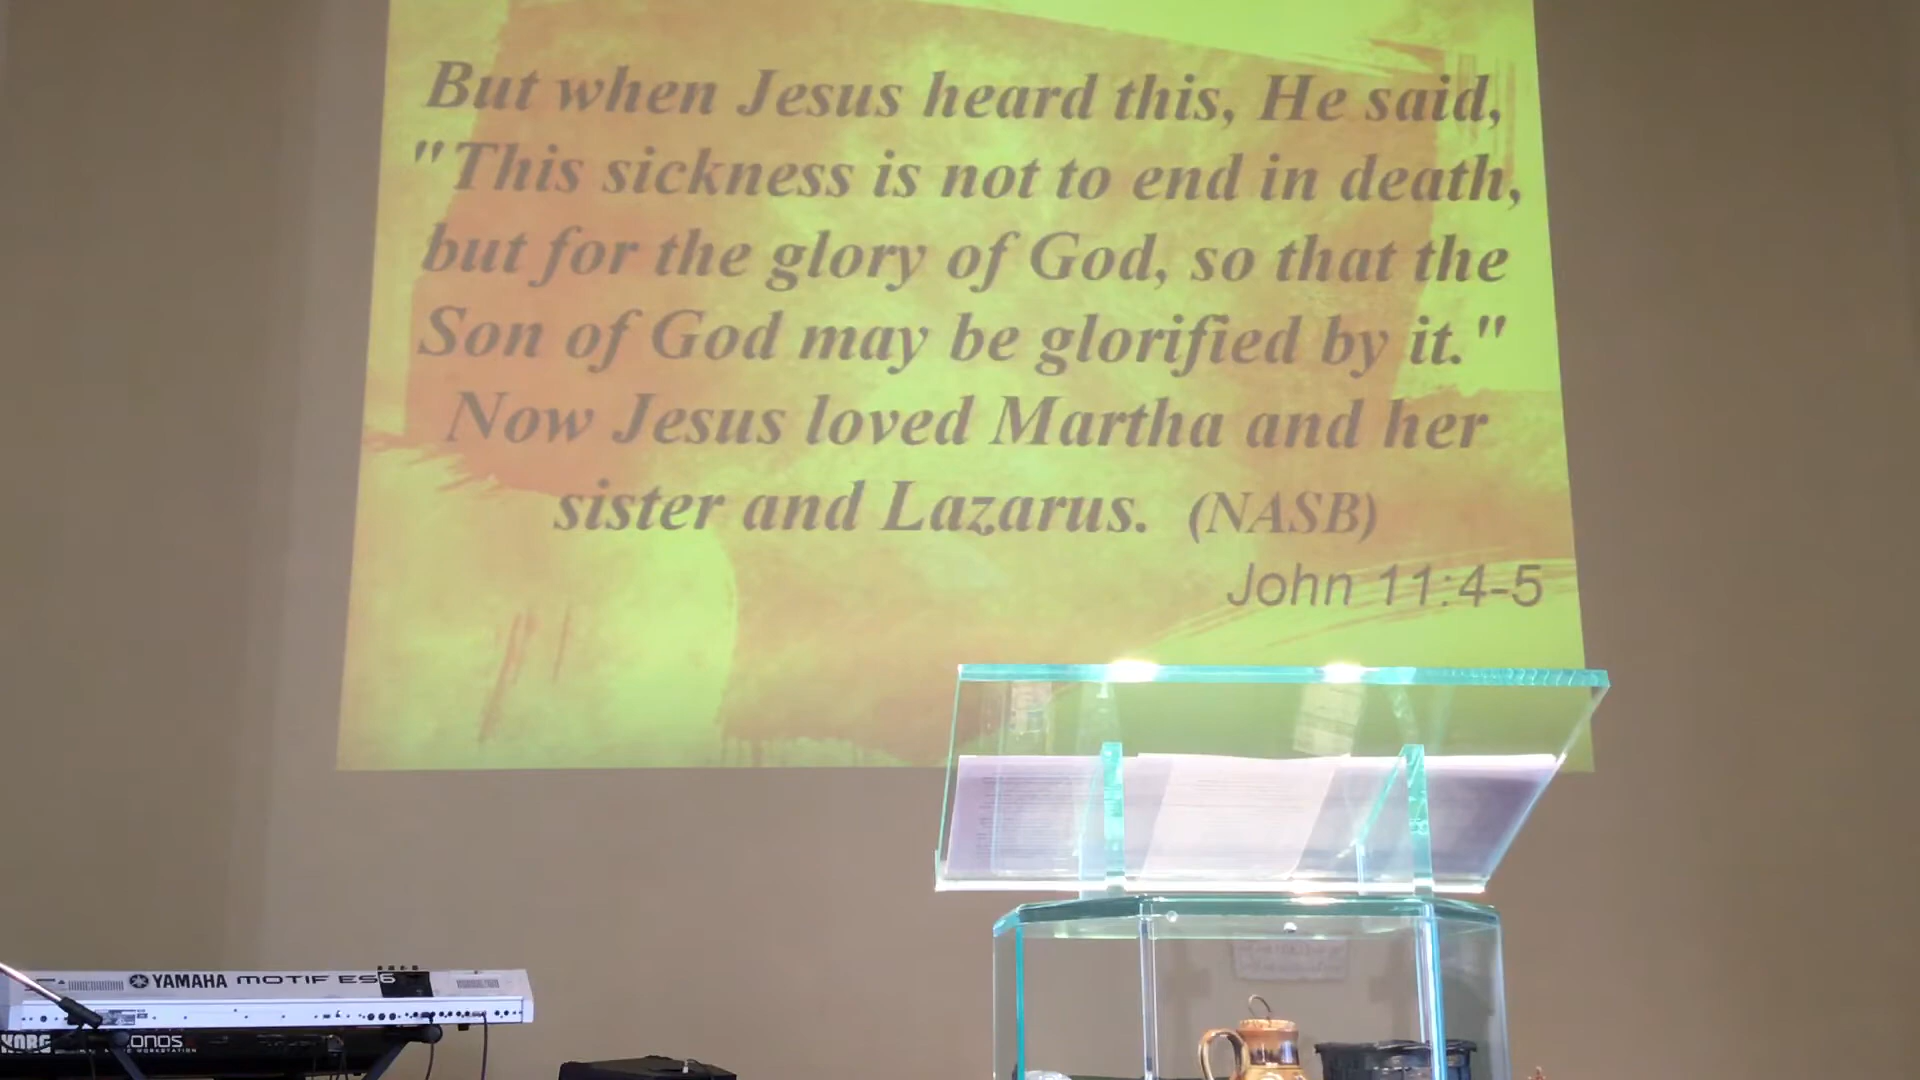 But when Jesus heard this, He said,
"This sickness is not to end in death,
but for the glory of God, so that the
Son of God may be glorified by it."
Now Jesus loved Martha and her
sister and Lazarus. (NASB)
John 11:4-5
YAMAHA MOTIF ES6
KORG